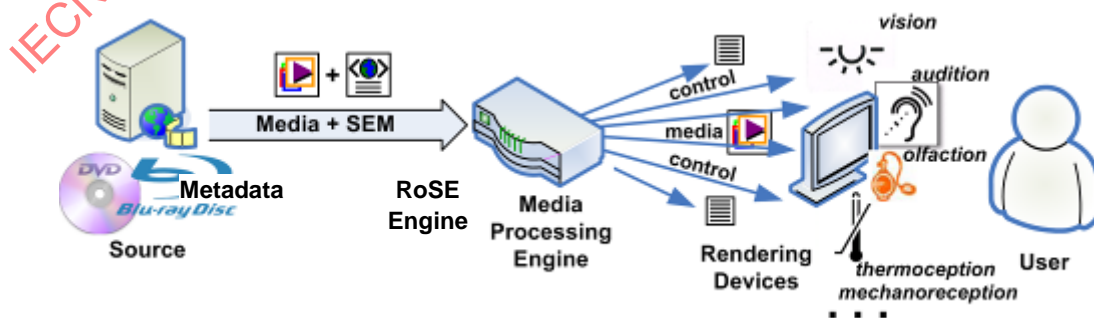 IECN
vision
control
audition
Media + SEM
media
olfaction
control
DVD
Blu-ray Disc
Metadata
Source
RoSE
Engine
Media
Processing
Engine
Rendering
Devices
thermoception
mechanoreception
User
...